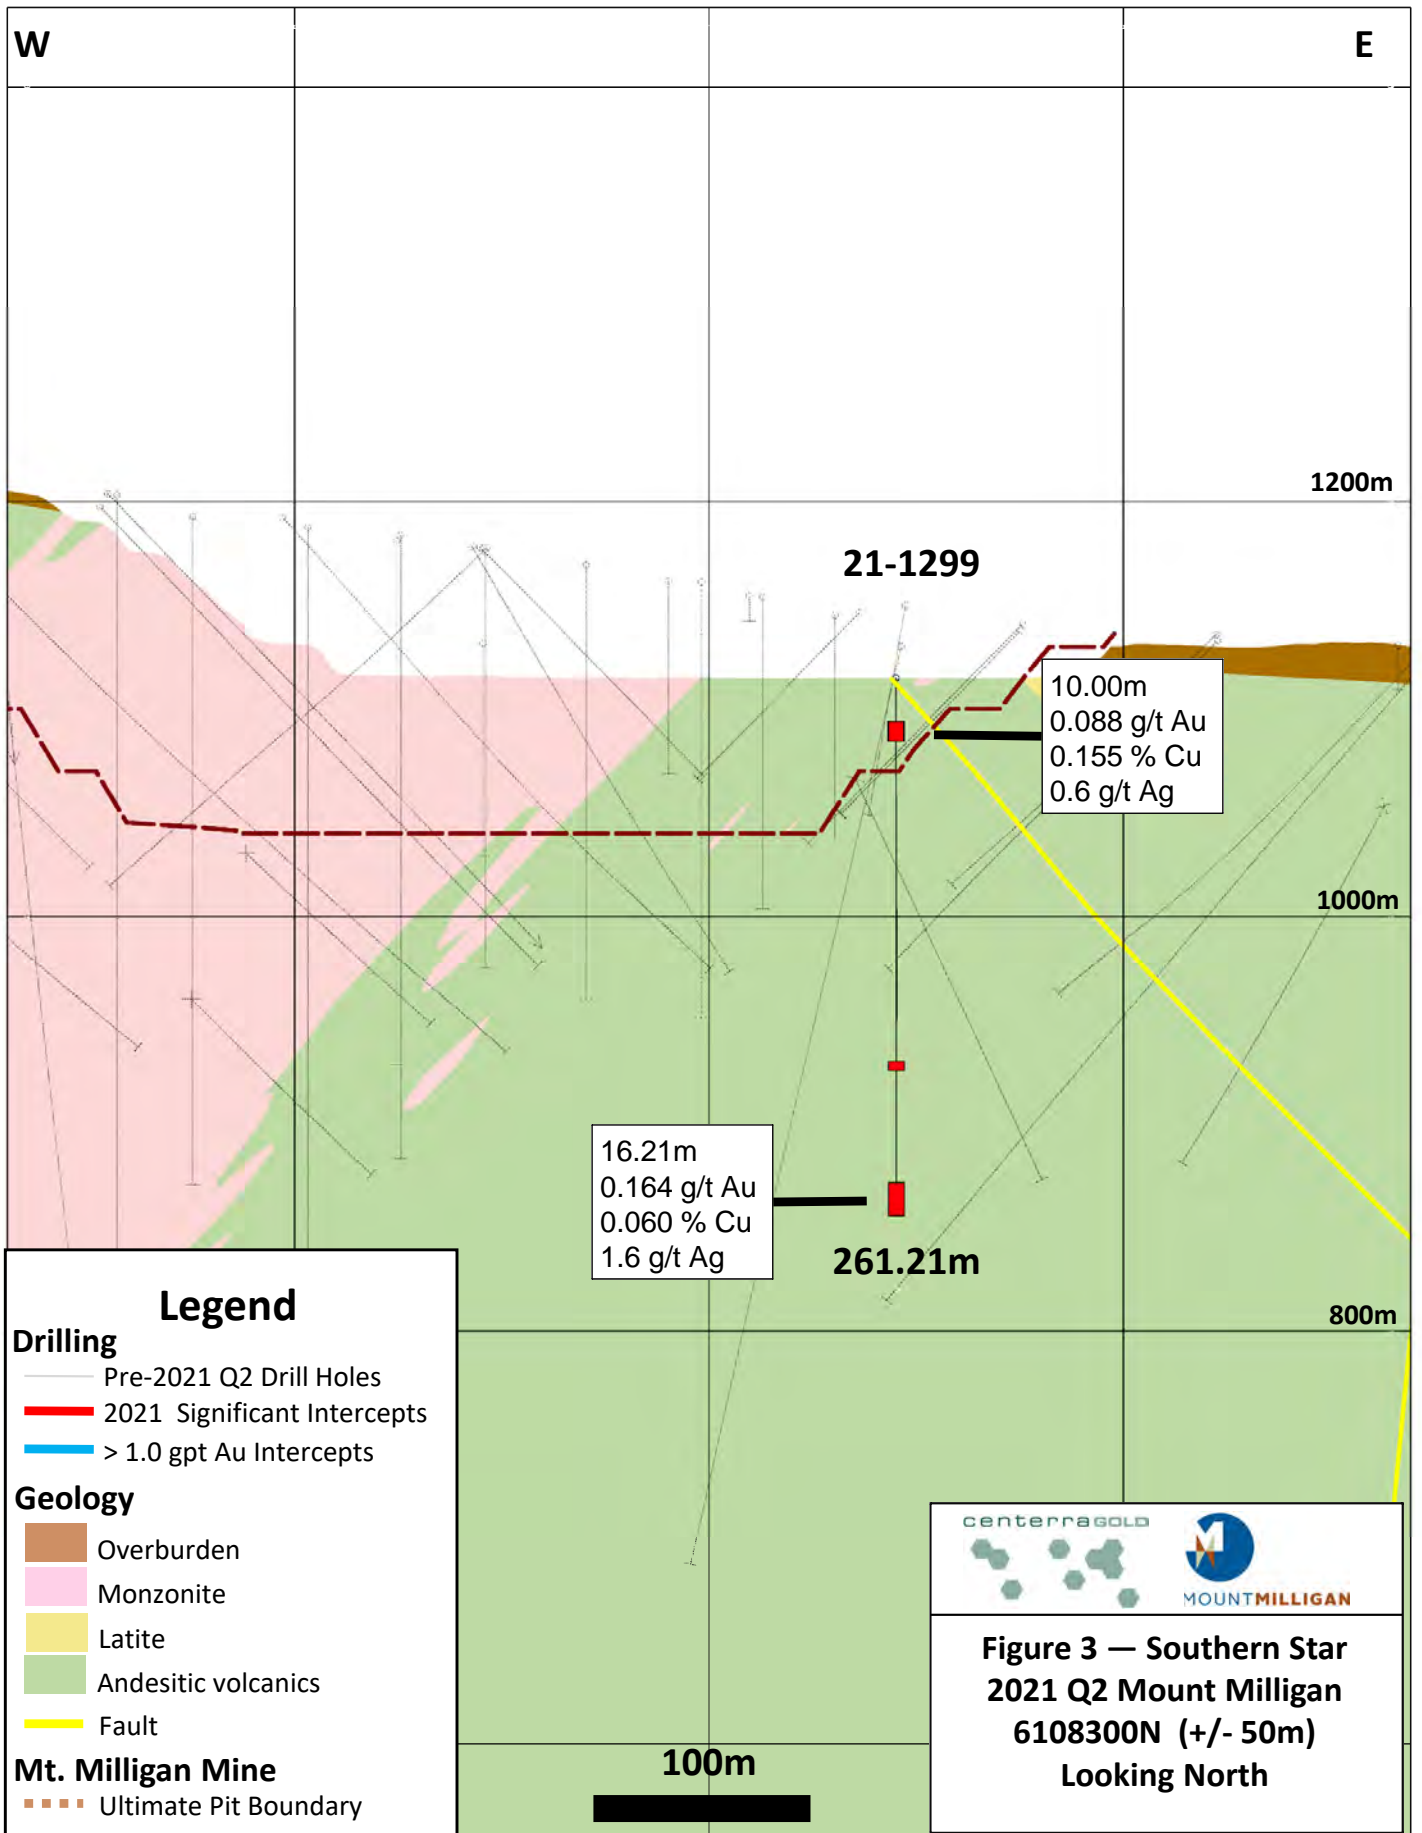 W
E
1200m
21-1299
10.00m
0.088 g/t Au
0.155 % Cu
0.6 g/t Ag
1000m
16.21m
0.164 g/t Au
0.060 % Cu
1.6 g/t Ag
261.21m
800m
Legend
Drilling
Pre-2021 Q2 Drill Holes
2021 Significant Intercepts
> 1.0 gpt Au Intercepts
Geology
Overburden
Monzonite
Latite
Andesitic volcanics
Fault
Mt. Milligan Mine
Ultimate Pit Boundary
100m
centerraGOLD
MOUNTMILLIGAN
Figure 3 — Southern Star
2021 Q2 Mount Milligan
6108300N (+/- 50m)
Looking North